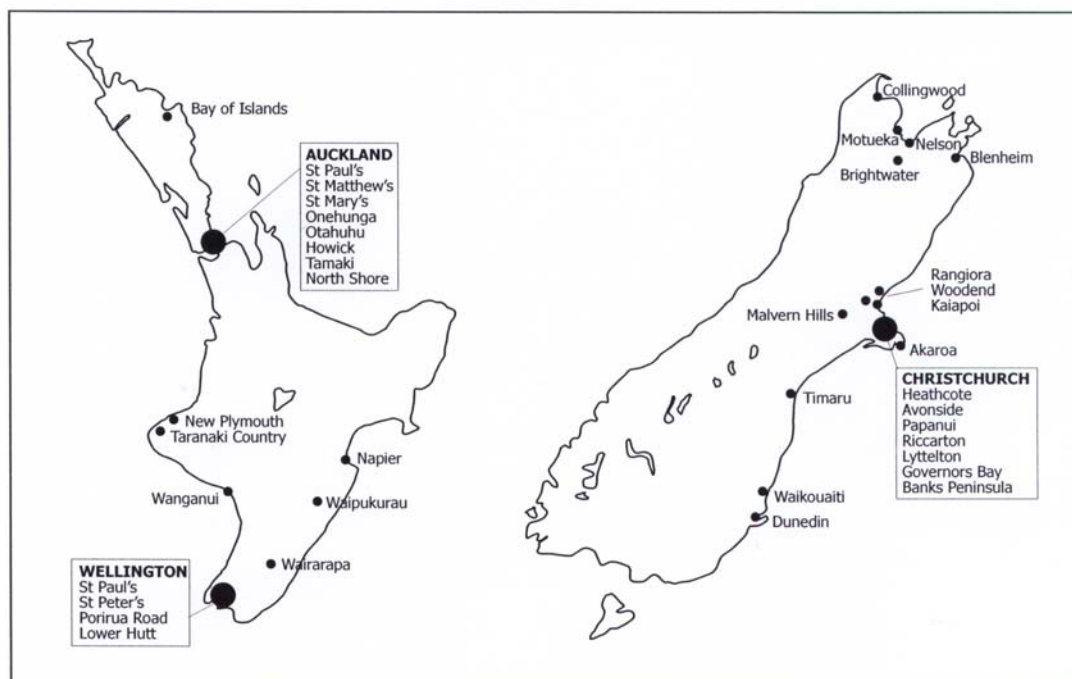 Bay of Islands
AUCKLAND
St Paul's
St Matthew's
St Mary's
Onehunga
Otahuhu
Howick
Tamaki
North Shore
New Plymouth
Taranaki Country
Napier
Wanganui
Waipukurau
Wairarapa
WELLINGTON
St Paul's
St Peter's
Porirua Road
Lower Hutt
Collingwood
Motueka
Nelson
Blenheim
Brightwater
Rangiora
Woodend
Kaiapoi
Malvern Hills
Akaroa
CHRISTCHURCH
Heathcote
Avonside
Papanui
Riccarton
Lyttelton
Governors Bay
Banks Peninsula
Timaru
Waikouaiti
Dunedin